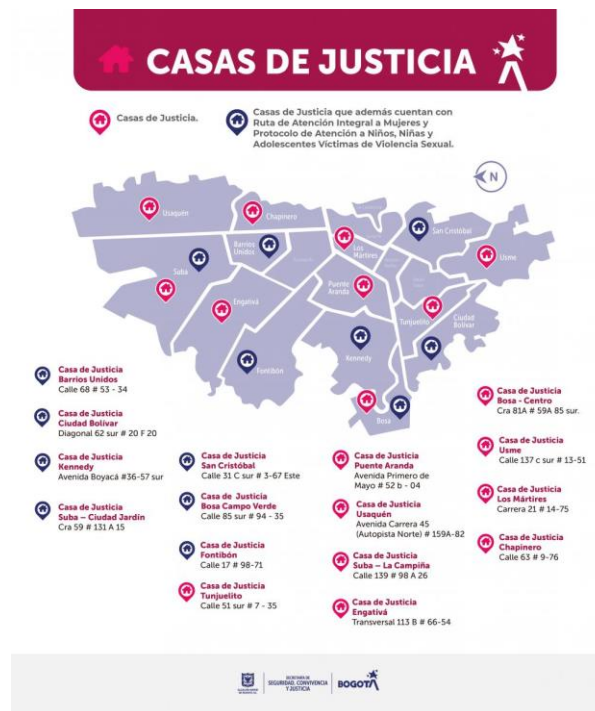 CASAS DE JUSTICIA
Casas de Justicia.
Casas de Justicia que además cuentan con
Ruta de Atención Integral a Mujeres y
Protocolo de Atención a Niños, Niñas y
Adolescentes Víctimas de Violencia Sexual.
N
Usaquén
Chapinero
San Cristóbal
Barrios
Unidos
Los
Mártires
Usme
Suba
Puente
Aranda
Engativá
Tunjuelito
Ciudad
Bolívar
Kennedy
Fontibón
Bosa
Casa de Justicia
Barrios Unidos
Calle 68 # 53 - 34
Casa de Justicia
Ciudad Bolívar
Diagonal 62 sur # 20 F 20
Casa de Justicia
Kennedy
Avenida Boyacá #36-57 sur
Casa de Justicia
Suba – Ciudad Jardín
Cra 59 # 131 A 15
Casa de Justicia
San Cristóbal
Calle 31 C sur # 3-67 Este
Casa de Justicia
Bosa Campo Verde
Calle 85 sur # 94 - 35
Casa de Justicia
Fontibón
Calle 17 # 98-71
Casa de Justicia
Tunjuelito
Calle 51 sur # 7 - 35
Casa de Justicia
Puente Aranda
Avenida Primero de
Mayo # 52 b - 04
Casa de Justicia
Usaquén
Avenida Carrera 45
(Autopista Norte) # 159A-82
Casa de Justicia
Suba – La Campiña
Calle 139 # 98 A 26
Casa de Justicia
Engativá
Transversal 113 B # 66-54
Casa de Justicia
Bosa - Centro
Cra 81A # 59A 85 sur.
Casa de Justicia
Usme
Calle 137 c sur # 13-51
Casa de Justicia
Los Mártires
Carrera 21 # 14-75
Casa de Justicia
Chapinero
Calle 63 # 9-76
SECRETARÍA DE
SEGURIDAD, CONVIVENCIA
Y JUSTICIA
BOGOTÁ